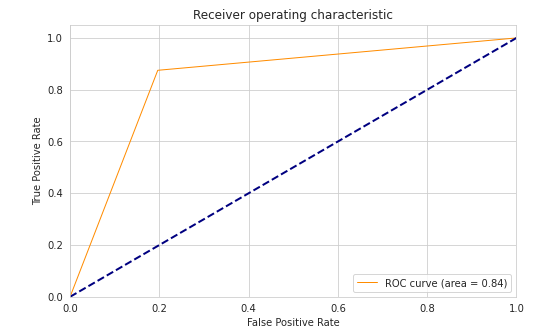 Receiver operating characteristic
1.0
0.8
0.6
0.4
0.2
0.0
True Positive Rate
ROC curve (area = 0.84)
0.0 0.2 0.4 0.6 0.8 1.0
False Positive Rate